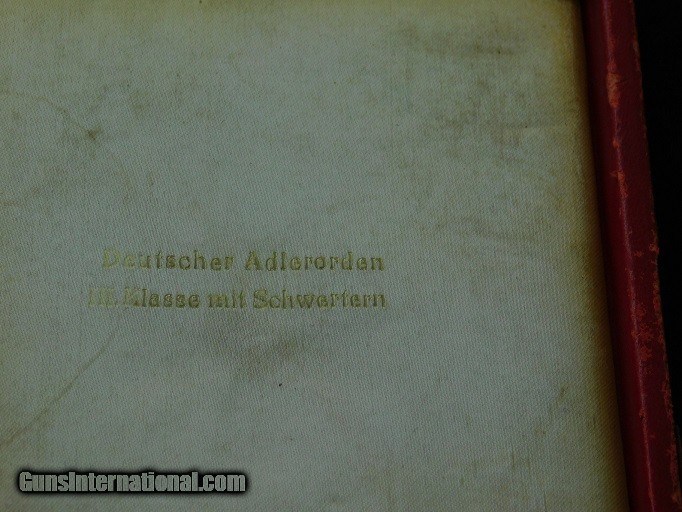 Deutscher Adlerorden
III. Klasse mit Schwertern
GunsInternational.com